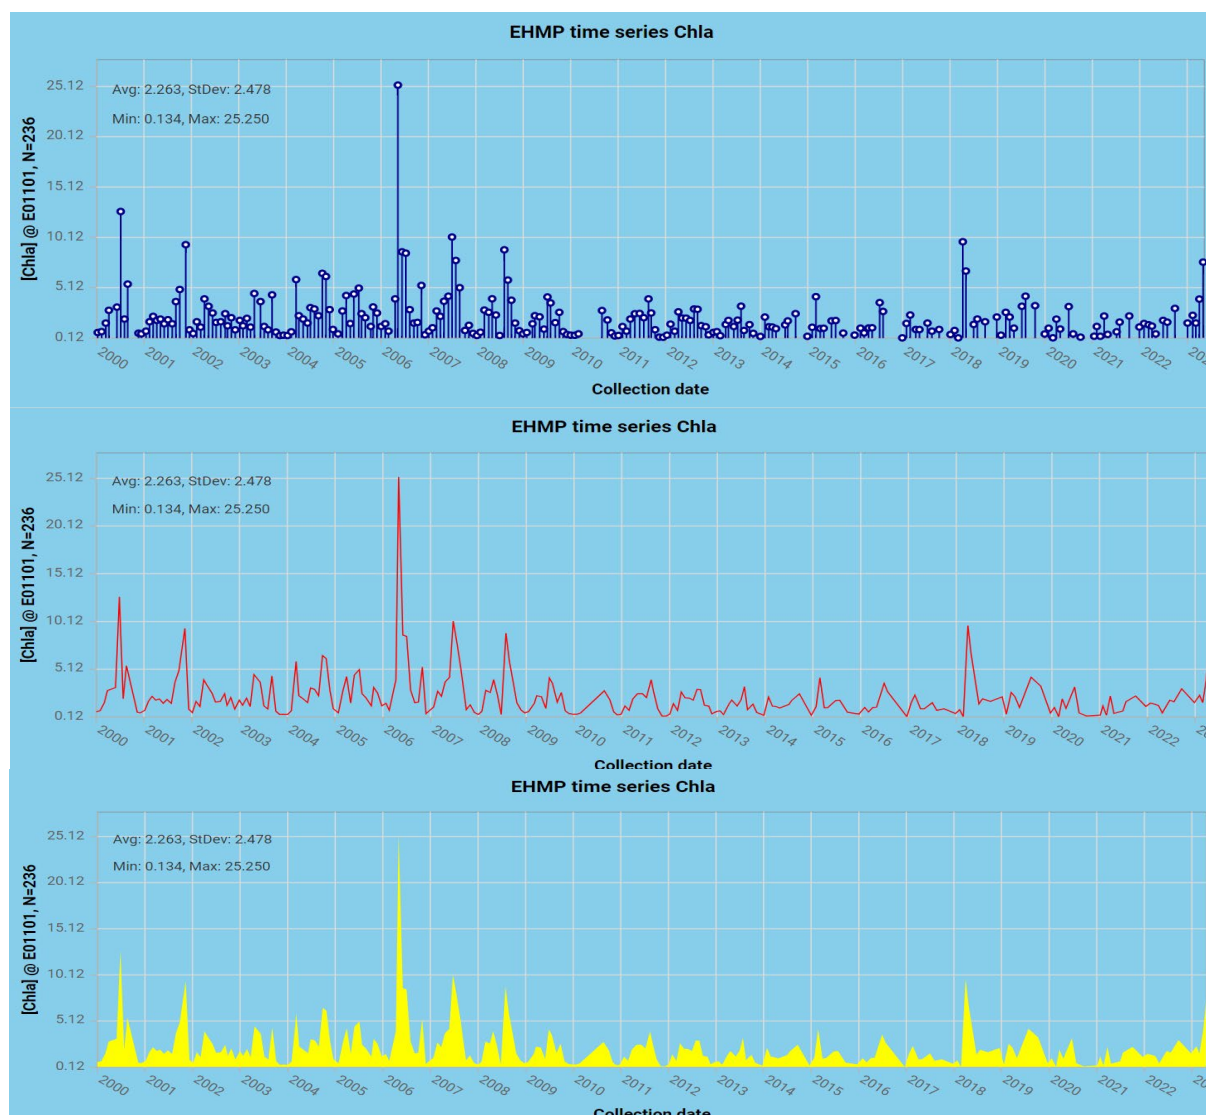 EHMP time series Chla
Avg: 2.263, StDev: 2.478
Min: 0.134, Max: 25.250
[Chla] @ E01101, N=236
25.12
20.12
15.12
10.12
5.12
0.12
2000 2001 2002 2003 2004 2005 2006 2007 2008 2009 2010 2011 2012 2013 2014 2015 2016 2017 2018 2019 2020 2021 2022 202
Collection date
EHMP time series Chla
Avg: 2.263, StDev: 2.478
Min: 0.134, Max: 25.250
[Chla] @ E01101, N=236
25.12
20.12
15.12
10.12
5.12
0.12
2000 2001 2002 2003 2004 2005 2006 2007 2008 2009 2010 2011 2012 2013 2014 2015 2016 2017 2018 2019 2020 2021 2022 2
Collection date
EHMP time series Chla
Avg: 2.263, StDev: 2.478
Min: 0.134, Max: 25.250
[Chla] @ E01101, N=236
25.12
20.12
15.12
10.12
5.12
0.12
2000 2001 2002 2003 2004 2005 2006 2007 2008 2009 2010 2011 2012 2013 2014 2015 2016 2017 2018 2019 2020 2021 2022 2
Collection date